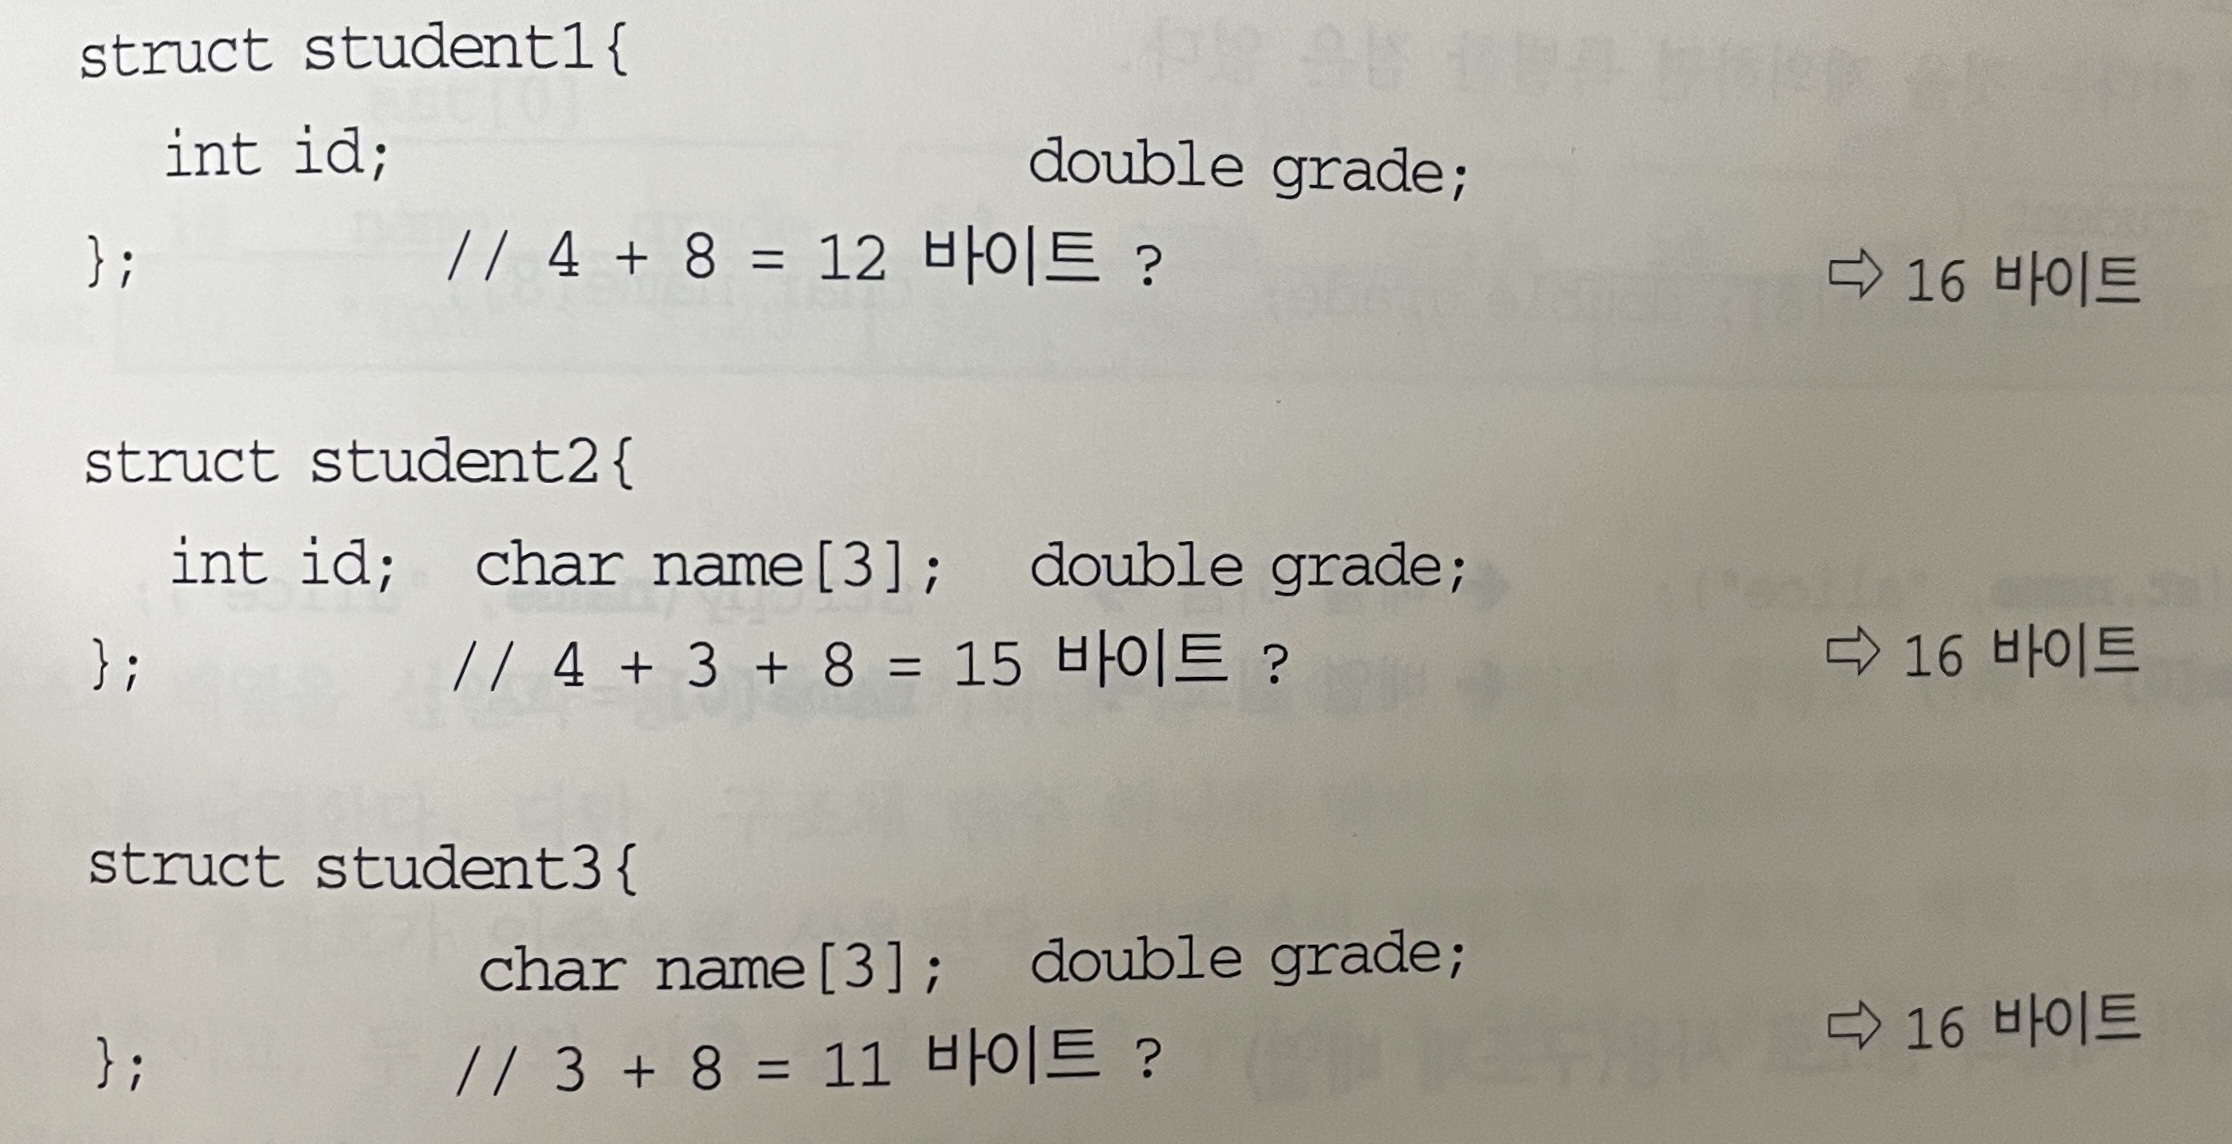 struct student1{
int id; double grade;
}; // 4 + 8 = 12 바이트 ? ⇨ 16 바이트
struct student2{
int id; char name[3]; double grade;
}; // 4 + 3 + 8 = 15 바이트 ? ⇨ 16 바이트
struct student3{
char name[3]; double grade;
}; // 3 + 8 = 11 바이트 ? ⇨ 16 바이트